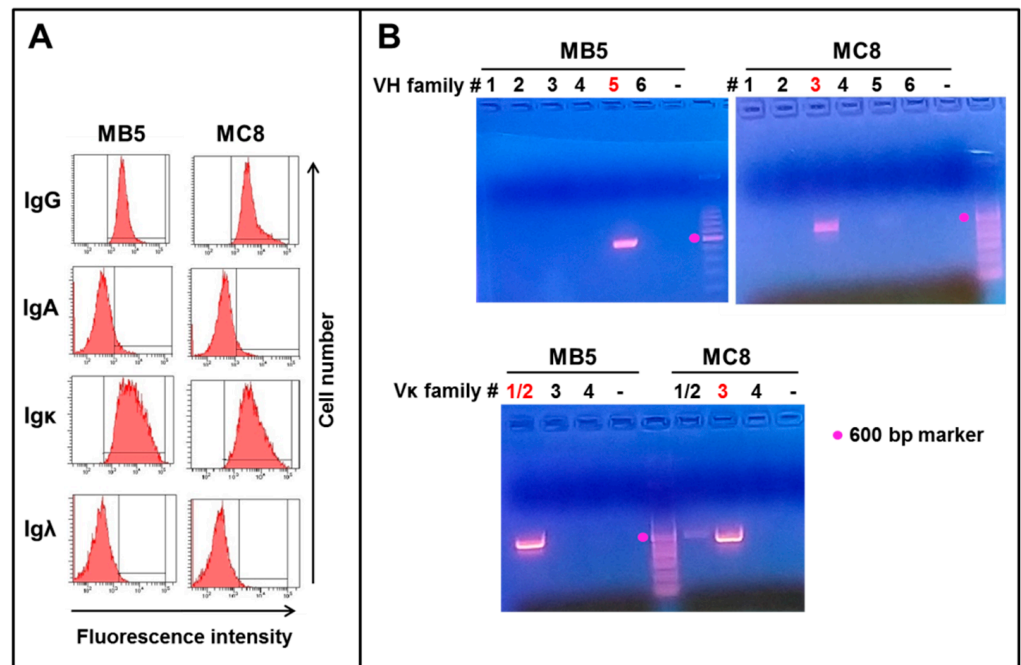 A
MB5 MC8
IgG
IgA
Igκ
Igλ
Cell number
Fluorescence intensity
B
MB5
VH family # 1 2 3 4 5 6 -
MC8
# 1 2 3 4 5 6 -
MB5 MC8
Vκ family # 1/2 3 4 - 1/2 3 4 -
600 bp marker